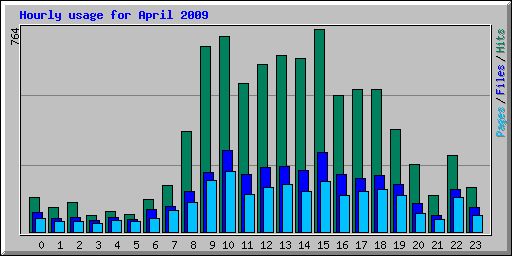 Hourly usage for April 2009
764
Pages / Files / Hits
0 1 2 3 4 5 6 7 8 9 10 11 12 13 14 15 16 17 18 19 20 21 22 23